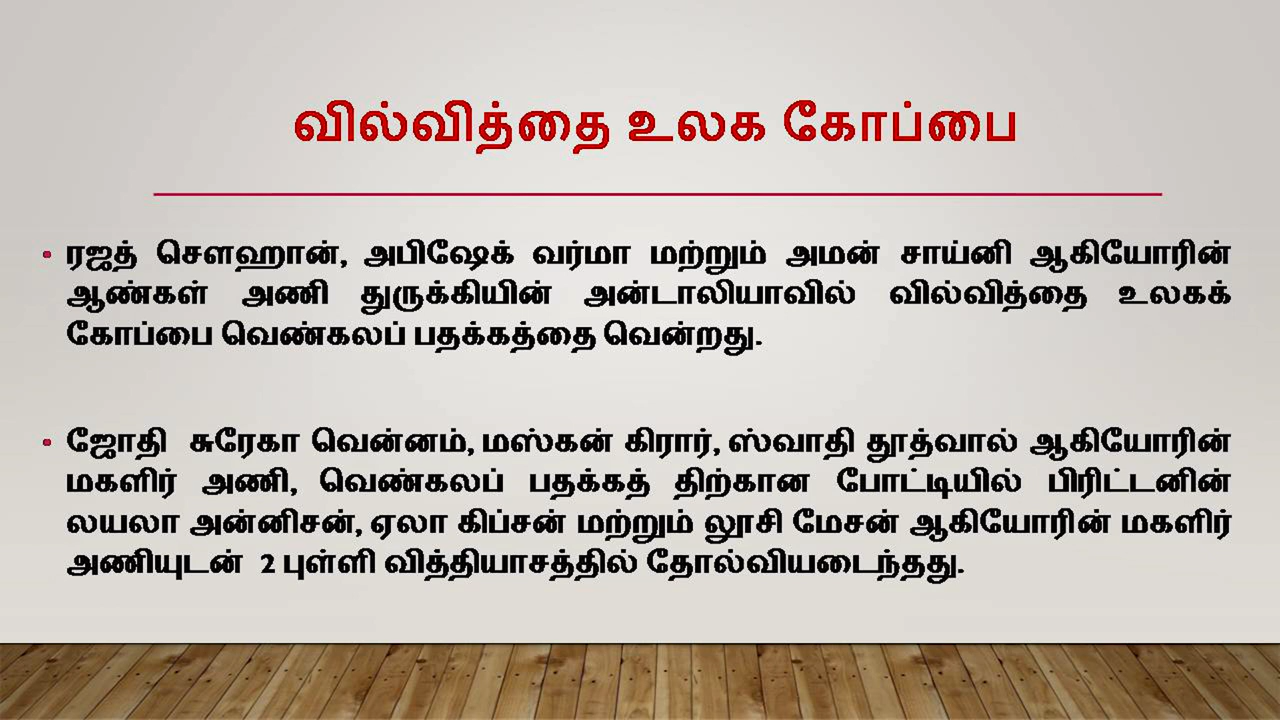 வில்வித்தை உலக கோப்பை
• ரஜத் சௌஹான், அபிஷேக் வர்மா மற்றும் அமன் சாய்னி ஆகியோரின்
ஆண்கள் அணி துருக்கியின் அன்டாலியாவில் வில்வித்தை உலகக்
கோப்பை வெண்கலப் பதக்கத்தை வென்றது.
• ஜோதி சுரேகா வென்னம், மஸ்கன் கிரார், ஸ்வாதி தூத்வால் ஆகியோரின்
மகளிர் அணி, வெண்கலப் பதக்கத் திற்கான போட்டியில் பிரிட்டனின்
லயலா அன்னிசன், ஏலா கிப்சன் மற்றும் லூசி மேசன் ஆகியோரின் மகளிர்
அணியுடன் 2 புள்ளி வித்தியாசத்தில் தோல்வியடைந்தது.